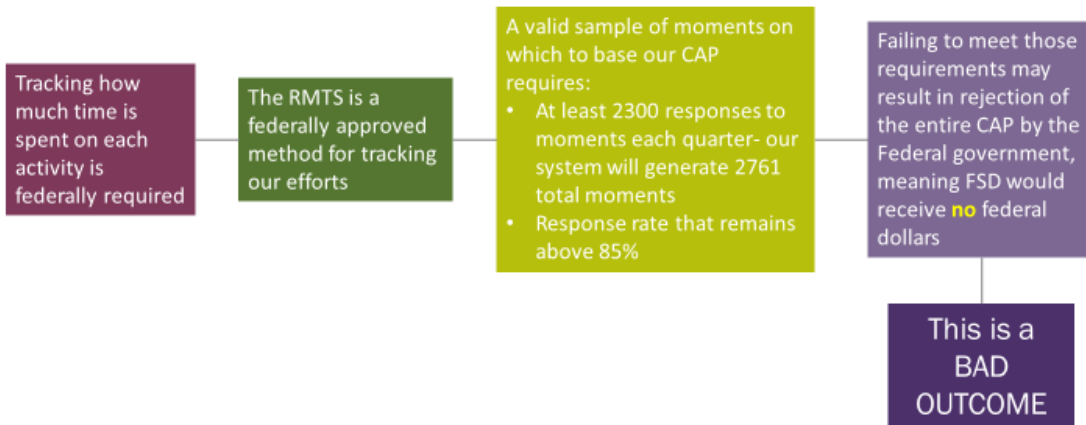 Tracking how
much time is
spent on each
activity is
federally required
The RMTS is a
federally approved
method for tracking
our efforts
A valid sample of moments on
which to base our CAP
requires:
• At least 2300 responses to
moments each quarter- our
system will generate 2761
total moments
• Response rate that remains
above 85%
Failing to meet those
requirements may
result in rejection of
the entire CAP by the
Federal government,
meaning FSD would
receive no federal
dollars
This is a
BAD
OUTCOME